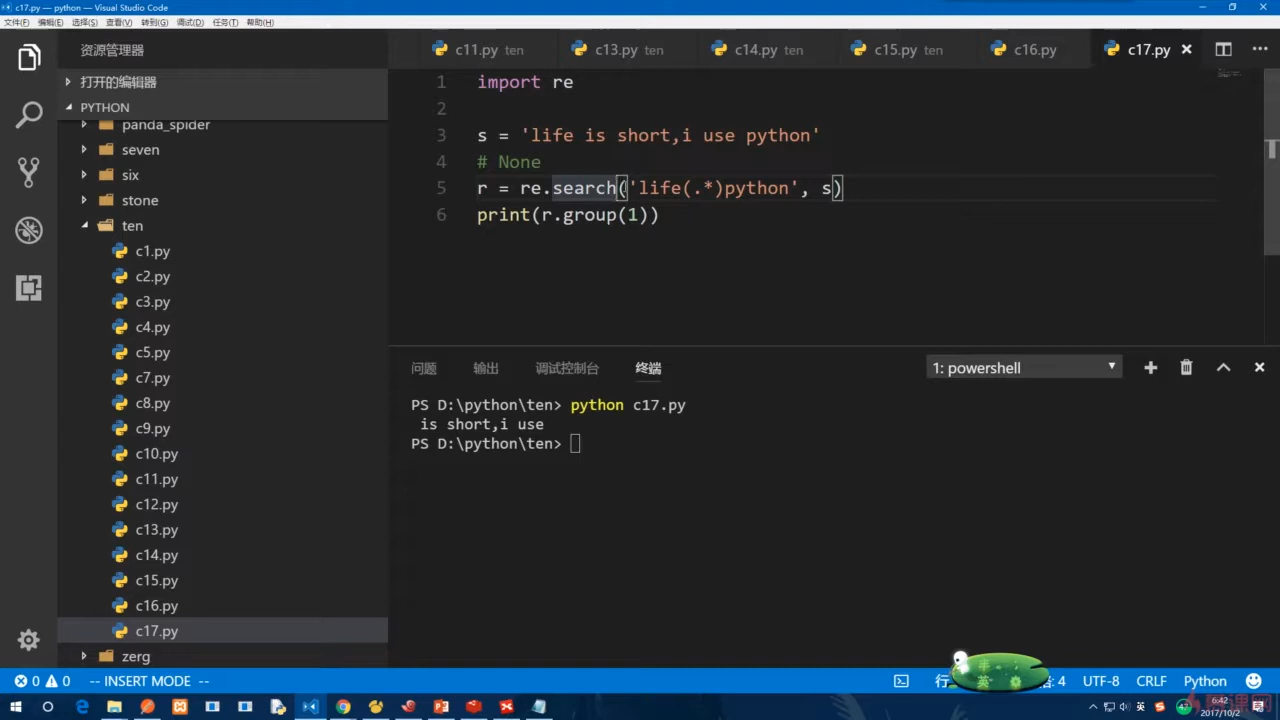 c17.py — python — Visual Studio Code
文件(F) 编辑(E) 选择(S) 查看(V) 转到(G) 调试(D) 任务(T) 帮助(H)
资源管理器
打开的编辑器
PYTHON
panda_spider
seven
six
stone
ten
c1.py
c2.py
c3.py
c4.py
c5.py
c7.py
c8.py
c9.py
c10.py
c11.py
c12.py
c13.py
c14.py
c15.py
c16.py
c17.py
zerg
c11.py ten c13.py ten c14.py ten c15.py ten c16.py c17.py
1 import re
2
3 s = 'life is short,i use python'
4 # None
5 r = re.search('life(.*)python', s)
6 print(r.group(1))
问题 输出 调试控制台 终端 1: powershell
PS D:\python\ten> python c17.py
is short,i use
PS D:\python\ten>
0 0 -- INSERT MODE -- 行 : 4 UTF-8 CRLF Python
英
6:42
2017/10/2